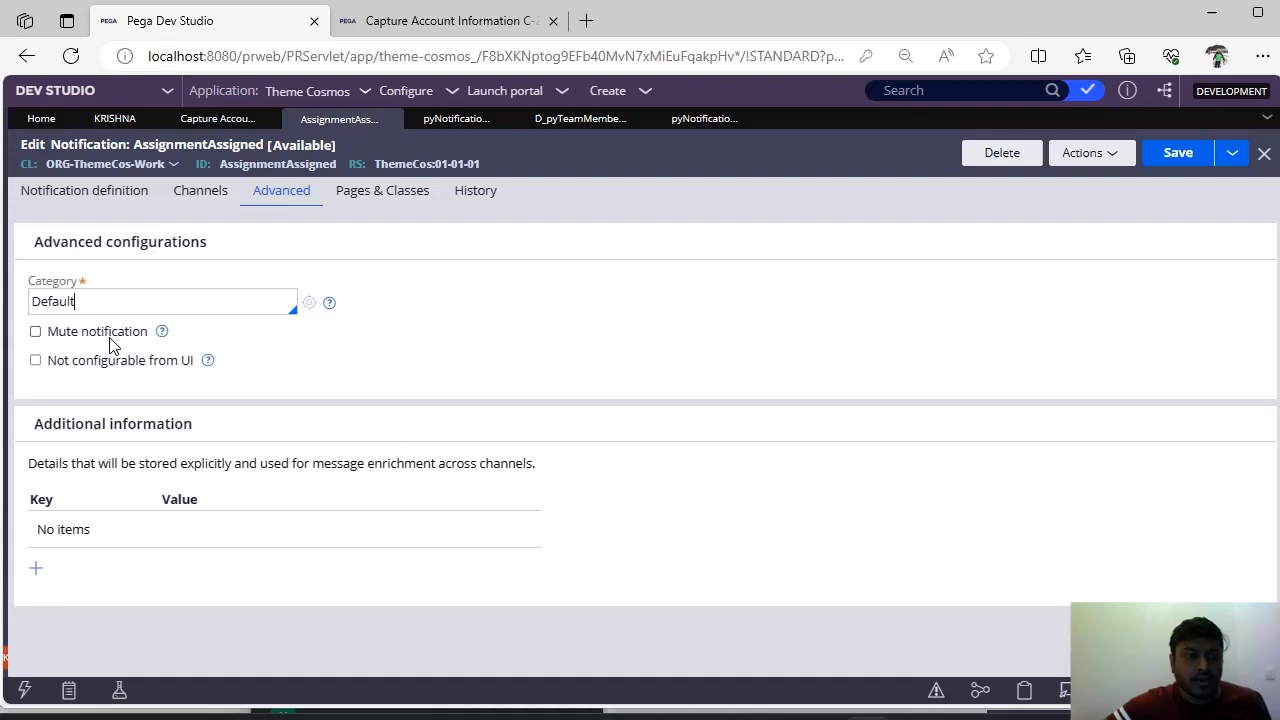 PEGA Pega Dev Studio
PEGA Capture Account Information C-
localhost:8080/prweb/PRServlet/app/theme-cosmos_/F8bXKNptog9EFb40MvN7xMiEuFqakpHv*/!STANDARD?p...
DEV STUDIO Application: Theme Cosmos Configure Launch portal Create Search DEVELOPMENT
Home KRISHNA Capture Accou... AssignmentAss... pyNotificatio... D_pyTeamMembe... pyNotificatio...
Edit Notification: AssignmentAssigned [Available]
CL: ORG-ThemeCos-Work ID: AssignmentAssigned RS: ThemeCos:01-01-01
Delete Actions Save
Notification definition Channels Advanced Pages & Classes History
Advanced configurations
Category*
Default
Mute notification
Not configurable from UI
Additional information
Details that will be stored explicitly and used for message enrichment across channels.
Key Value
No items